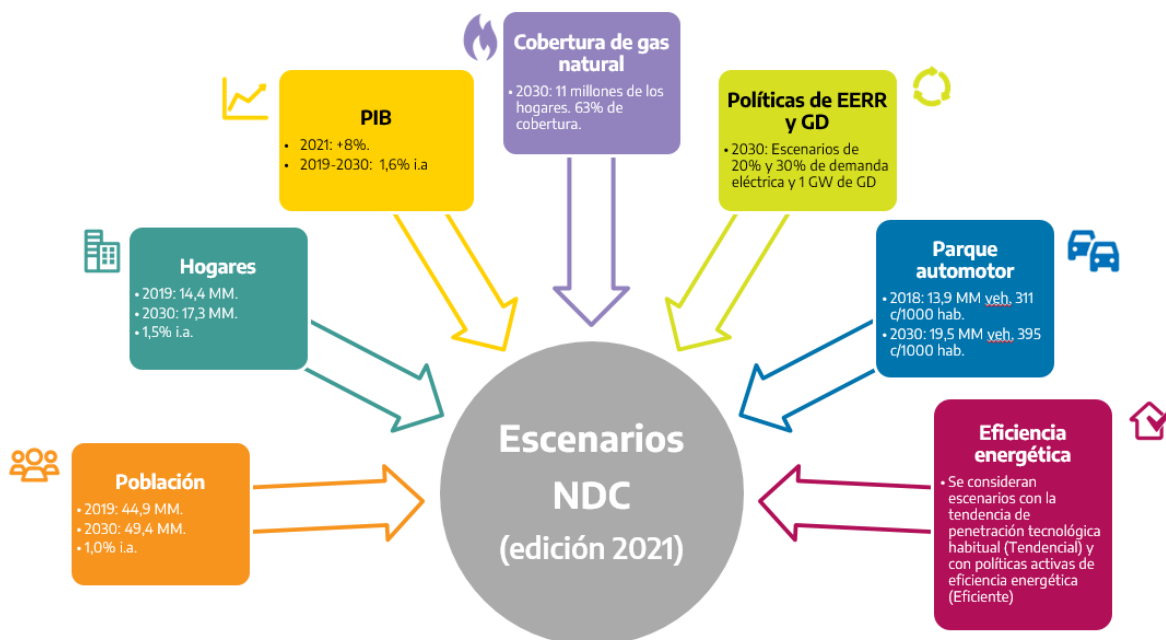 Cobertura de gas
natural
• 2030: 11 millones de los
hogares. 63% de
cobertura.
PIB
• 2021: +8%.
• 2019-2030: 1,6% i.a
Políticas de EERR
y GD
• 2030: Escenarios de
20% y 30% de demanda
eléctrica y 1 GW de GD
Hogares
• 2019: 14,4 MM.
• 2030: 17,3 MM.
• 1,5% i.a.
Parque
automotor
• 2018: 13,9 MM veh. 311
c/1000 hab.
• 2030: 19,5 MM veh. 395
c/1000 hab.
Población
• 2019: 44,9 MM.
• 2030: 49,4 MM.
• 1,0% i.a.
Escenarios
NDC
(edición 2021)
Eficiencia
energética
• Se consideran
escenarios con la
tendencia de
penetración tecnológica
habitual (Tendencial) y
con políticas activas de
eficiencia energética
(Eficiente)